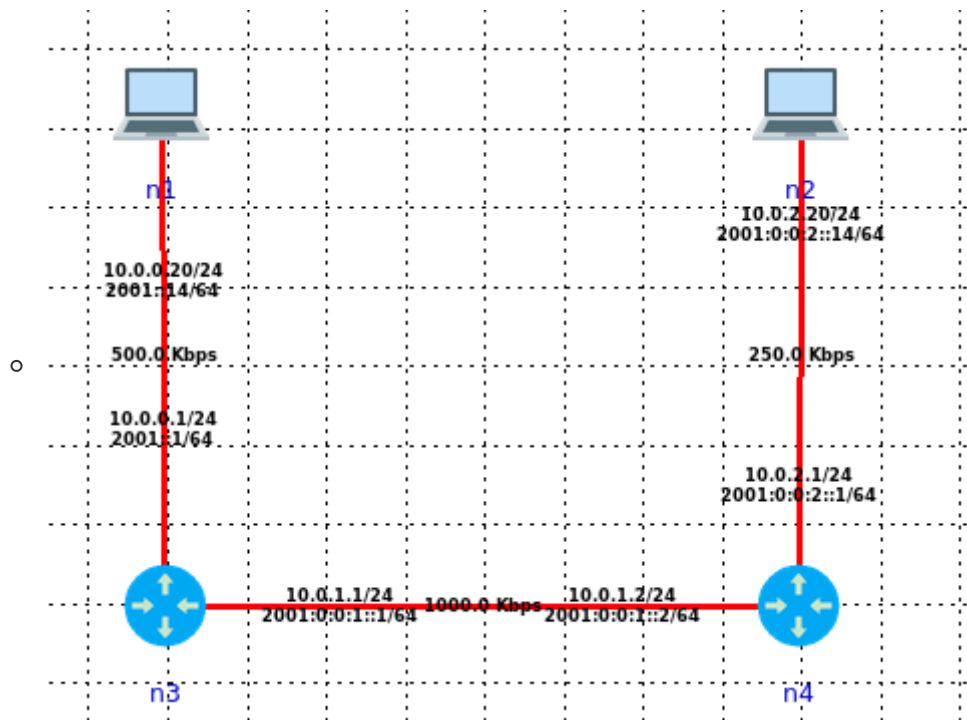 n1
n2
10.0.2.20/24
2001:0:0:2::14/64
10.0.0.20/24
2001::14/64
500.0 Kbps
250.0 Kbps
10.0.0.1/24
2001::1/64
10.0.2.1/24
2001:0:0:2::1/64
10.0.1.1/24
2001:0:0:1::1/64
1000.0 Kbps
10.0.1.2/24
2001:0:0:1::2/64
n3
n4